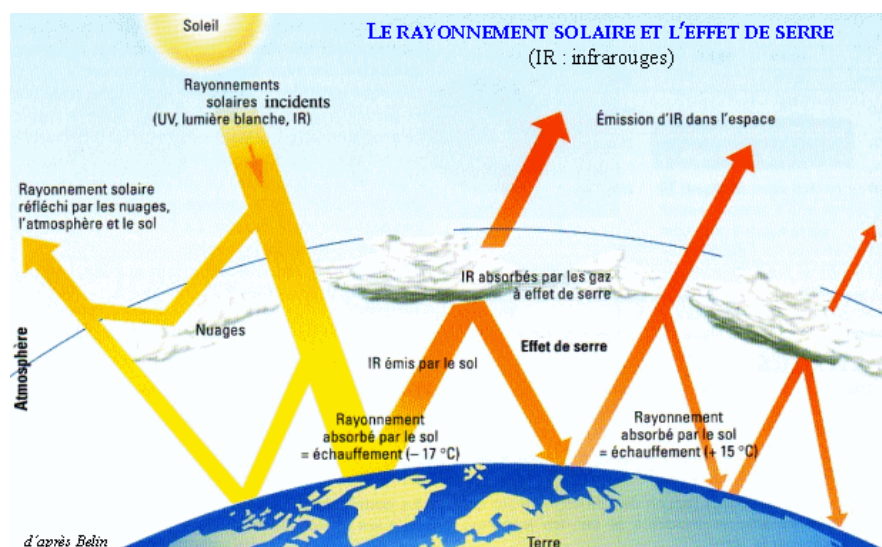 Soleil
LE RAYONNEMENT SOLAIRE ET L'EFFET DE SERRE
(IR : infrarouges)
Rayonnements
solaires incidents
(UV, lumière blanche, IR)
Émission d'IR dans l'espace
Rayonnement solaire
réfléchi par les nuages,
l'atmosphère et le sol
IR absorbés par les gaz
à effet de serre
Nuages
Atmosphère
Effet de serre
IR émis par le sol
Rayonnement
absorbé par le sol
= échauffement (– 17 °C)
Rayonnement
absorbé par le sol
= échauffement (+ 15 °C)
d'après Belin
Terre